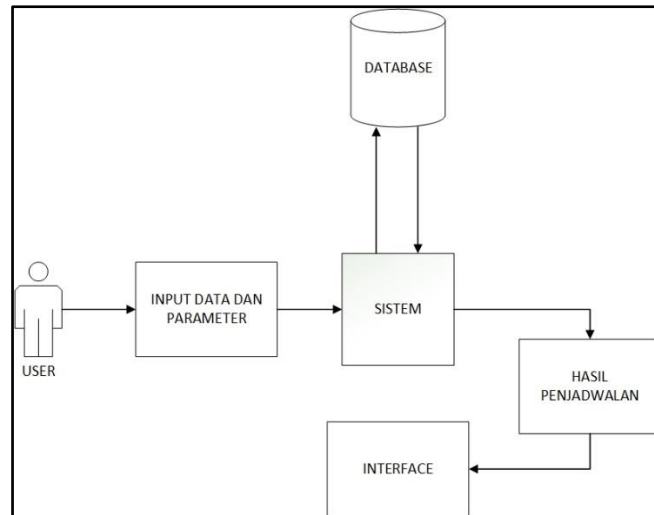 DATABASE
INPUT DATA DAN
PARAMETER
SISTEM
USER
HASIL
PENJADWALAN
INTERFACE